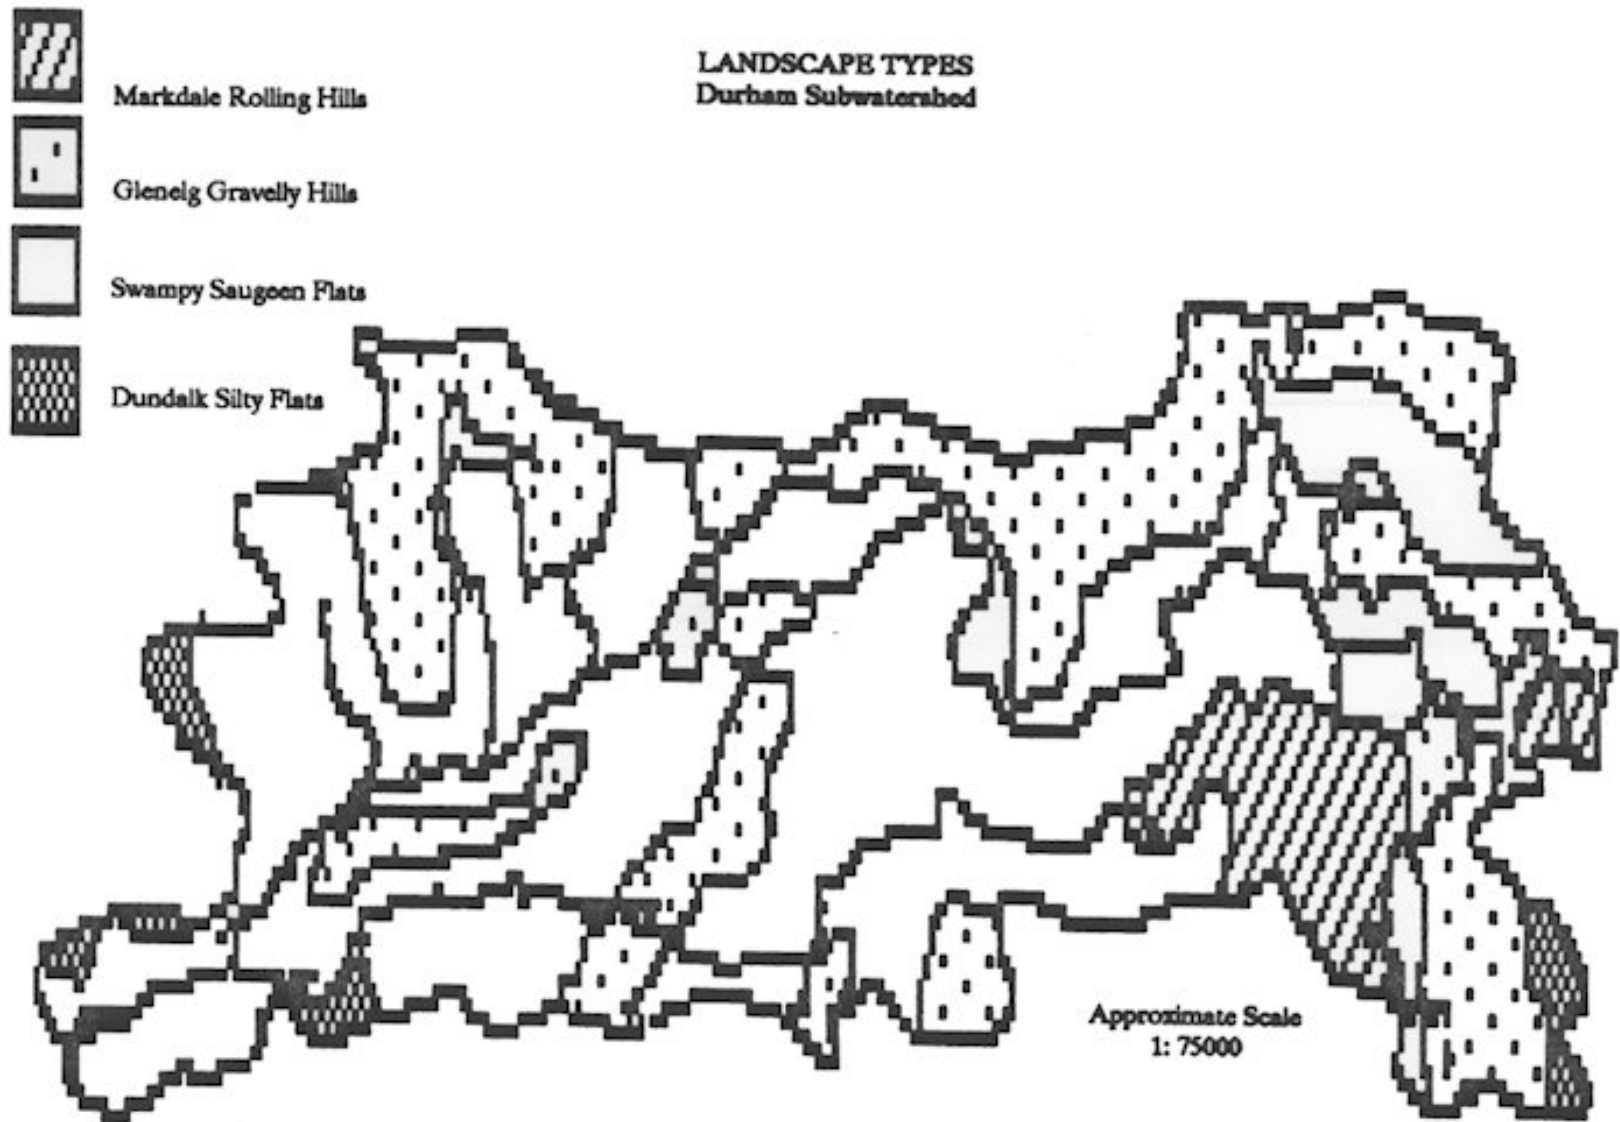 LANDSCAPE TYPES
Durham Subwatershed
Markdale Rolling Hills
Glenelg Gravelly Hills
Swampy Saugeen Flats
Dundalk Silty Flats
Approximate Scale
1: 75000